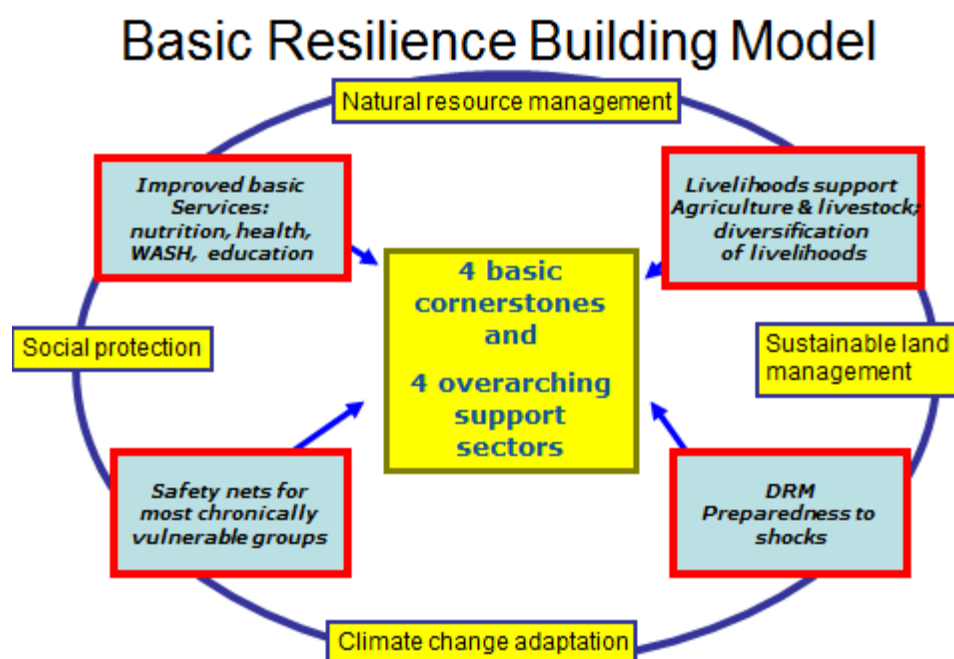 Basic Resilience Building Model
Natural resource management
Improved basic
Services:
nutrition, health,
WASH, education
Livelihoods support
Agriculture & livestock;
diversification
of livelihoods
4 basic
cornerstones
and
4 overarching
support
sectors
Social protection
Sustainable land
management
Safety nets for
most chronically
vulnerable groups
DRM
Preparedness to
shocks
Climate change adaptation